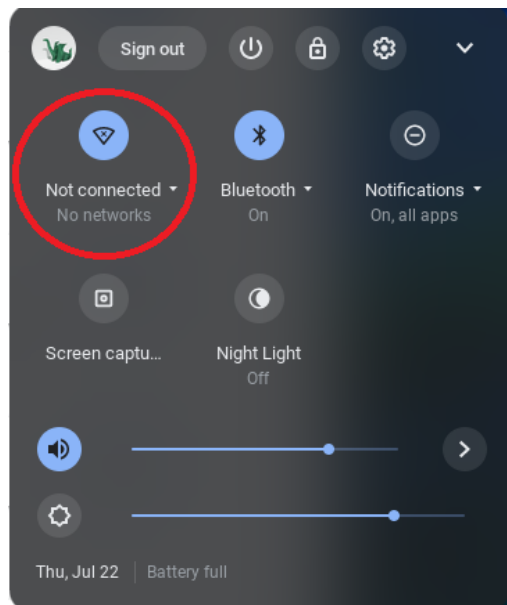 Sign out
Not connected
No networks
Bluetooth
On
Notifications
On, all apps
Screen captu...
Night Light
Off
Thu, Jul 22
Battery full